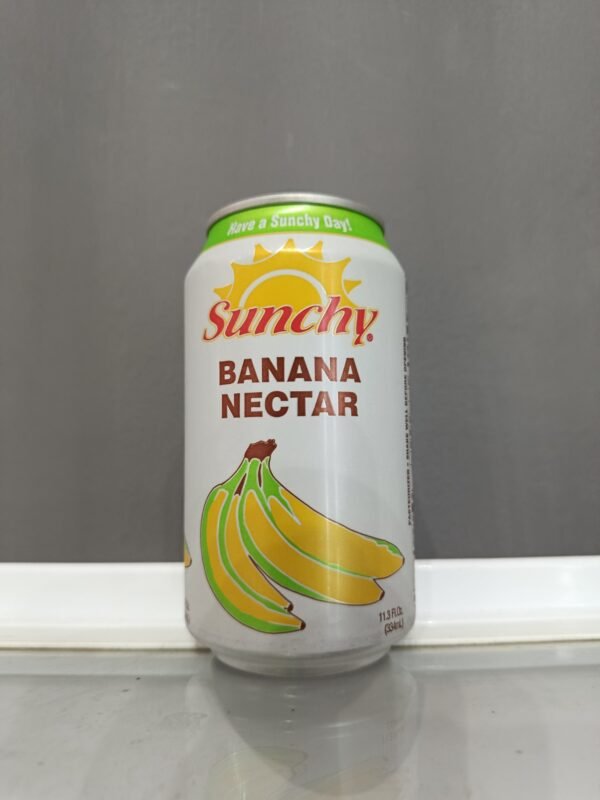 Have a Sunchy Day!
Sunchy®
BANANA
NECTAR
11.3 Fl.Oz.
(334mL)